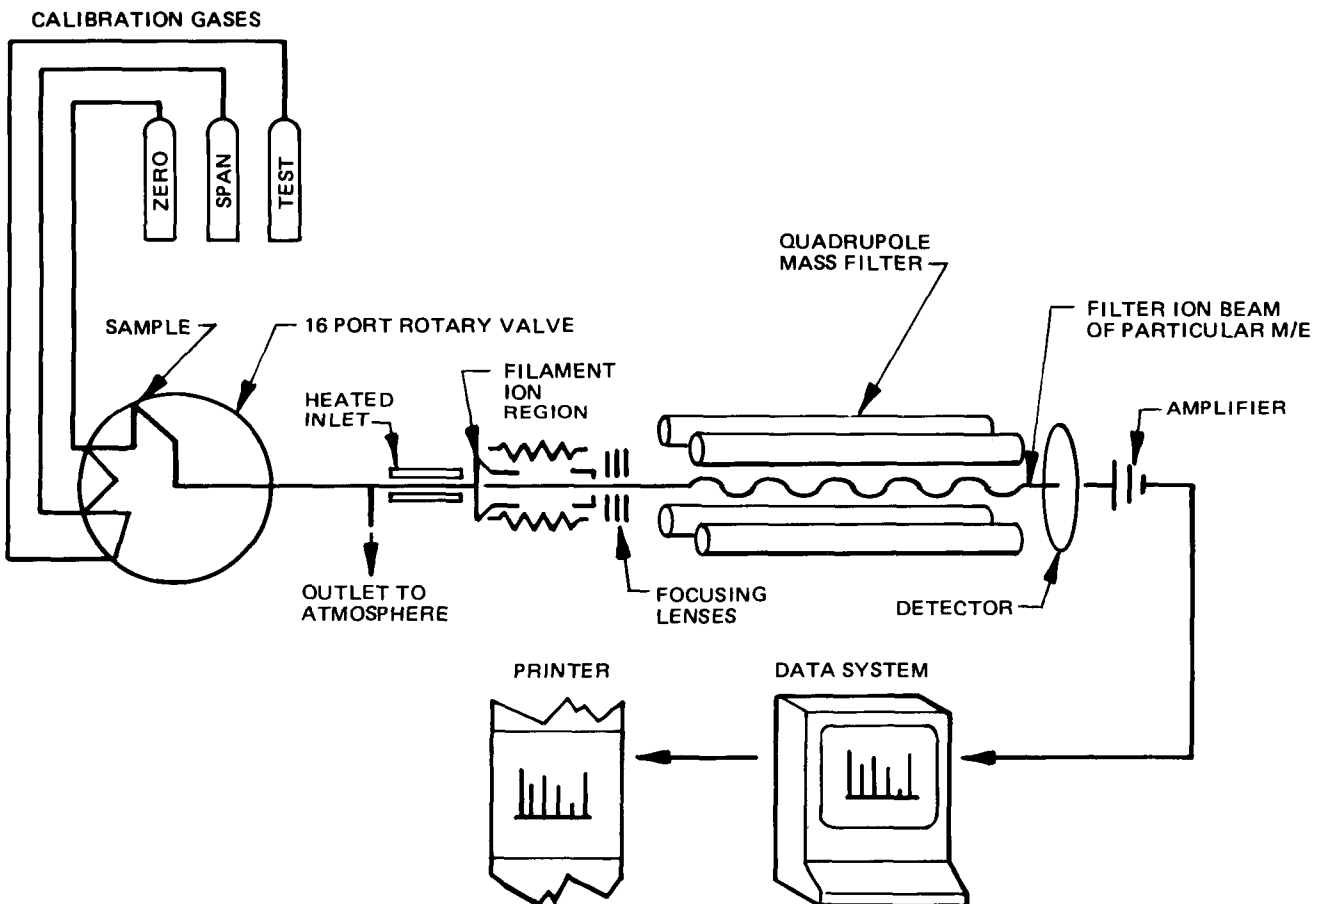 CALIBRATION GASES
ZERO
SPAN
TEST
QUADRUPOLE
MASS FILTER
FILTER ION BEAM
OF PARTICULAR M/E
SAMPLE
16 PORT ROTARY VALVE
FILAMENT
ION
REGION
HEATED
INLET
AMPLIFIER
OUTLET TO
ATMOSPHERE
FOCUSING
LENSES
DETECTOR
PRINTER
DATA SYSTEM